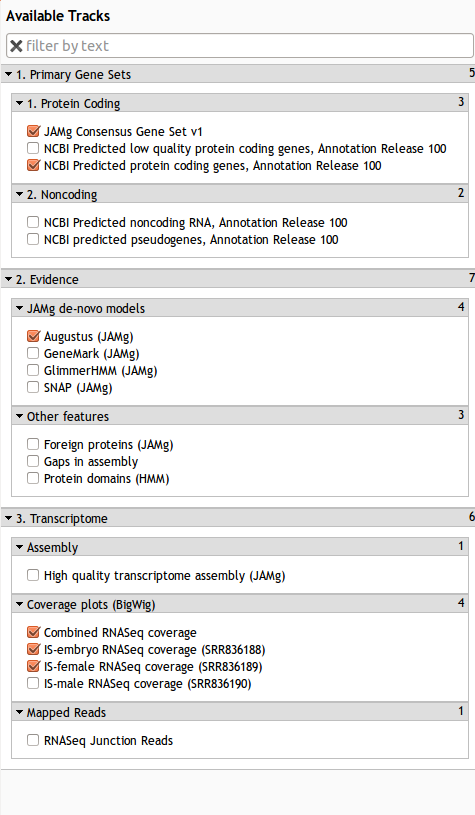 Available Tracks
filter by text
1. Primary Gene Sets 5
1. Protein Coding 3
JAMg Consensus Gene Set v1
NCBI Predicted low quality protein coding genes, Annotation Release 100
NCBI Predicted protein coding genes, Annotation Release 100
2. Noncoding 2
NCBI Predicted noncoding RNA, Annotation Release 100
NCBI predicted pseudogenes, Annotation Release 100
2. Evidence 7
JAMg de-novo models 4
Augustus (JAMg)
GeneMark (JAMg)
GlimmerHMM (JAMg)
SNAP (JAMg)
Other features 3
Foreign proteins (JAMg)
Gaps in assembly
Protein domains (HMM)
3. Transcriptome 6
Assembly 1
High quality transcriptome assembly (JAMg)
Coverage plots (BigWig) 4
Combined RNASeq coverage
IS-embryo RNASeq coverage (SRR836188)
IS-female RNASeq coverage (SRR836189)
IS-male RNASeq coverage (SRR836190)
Mapped Reads 1
RNASeq Junction Reads